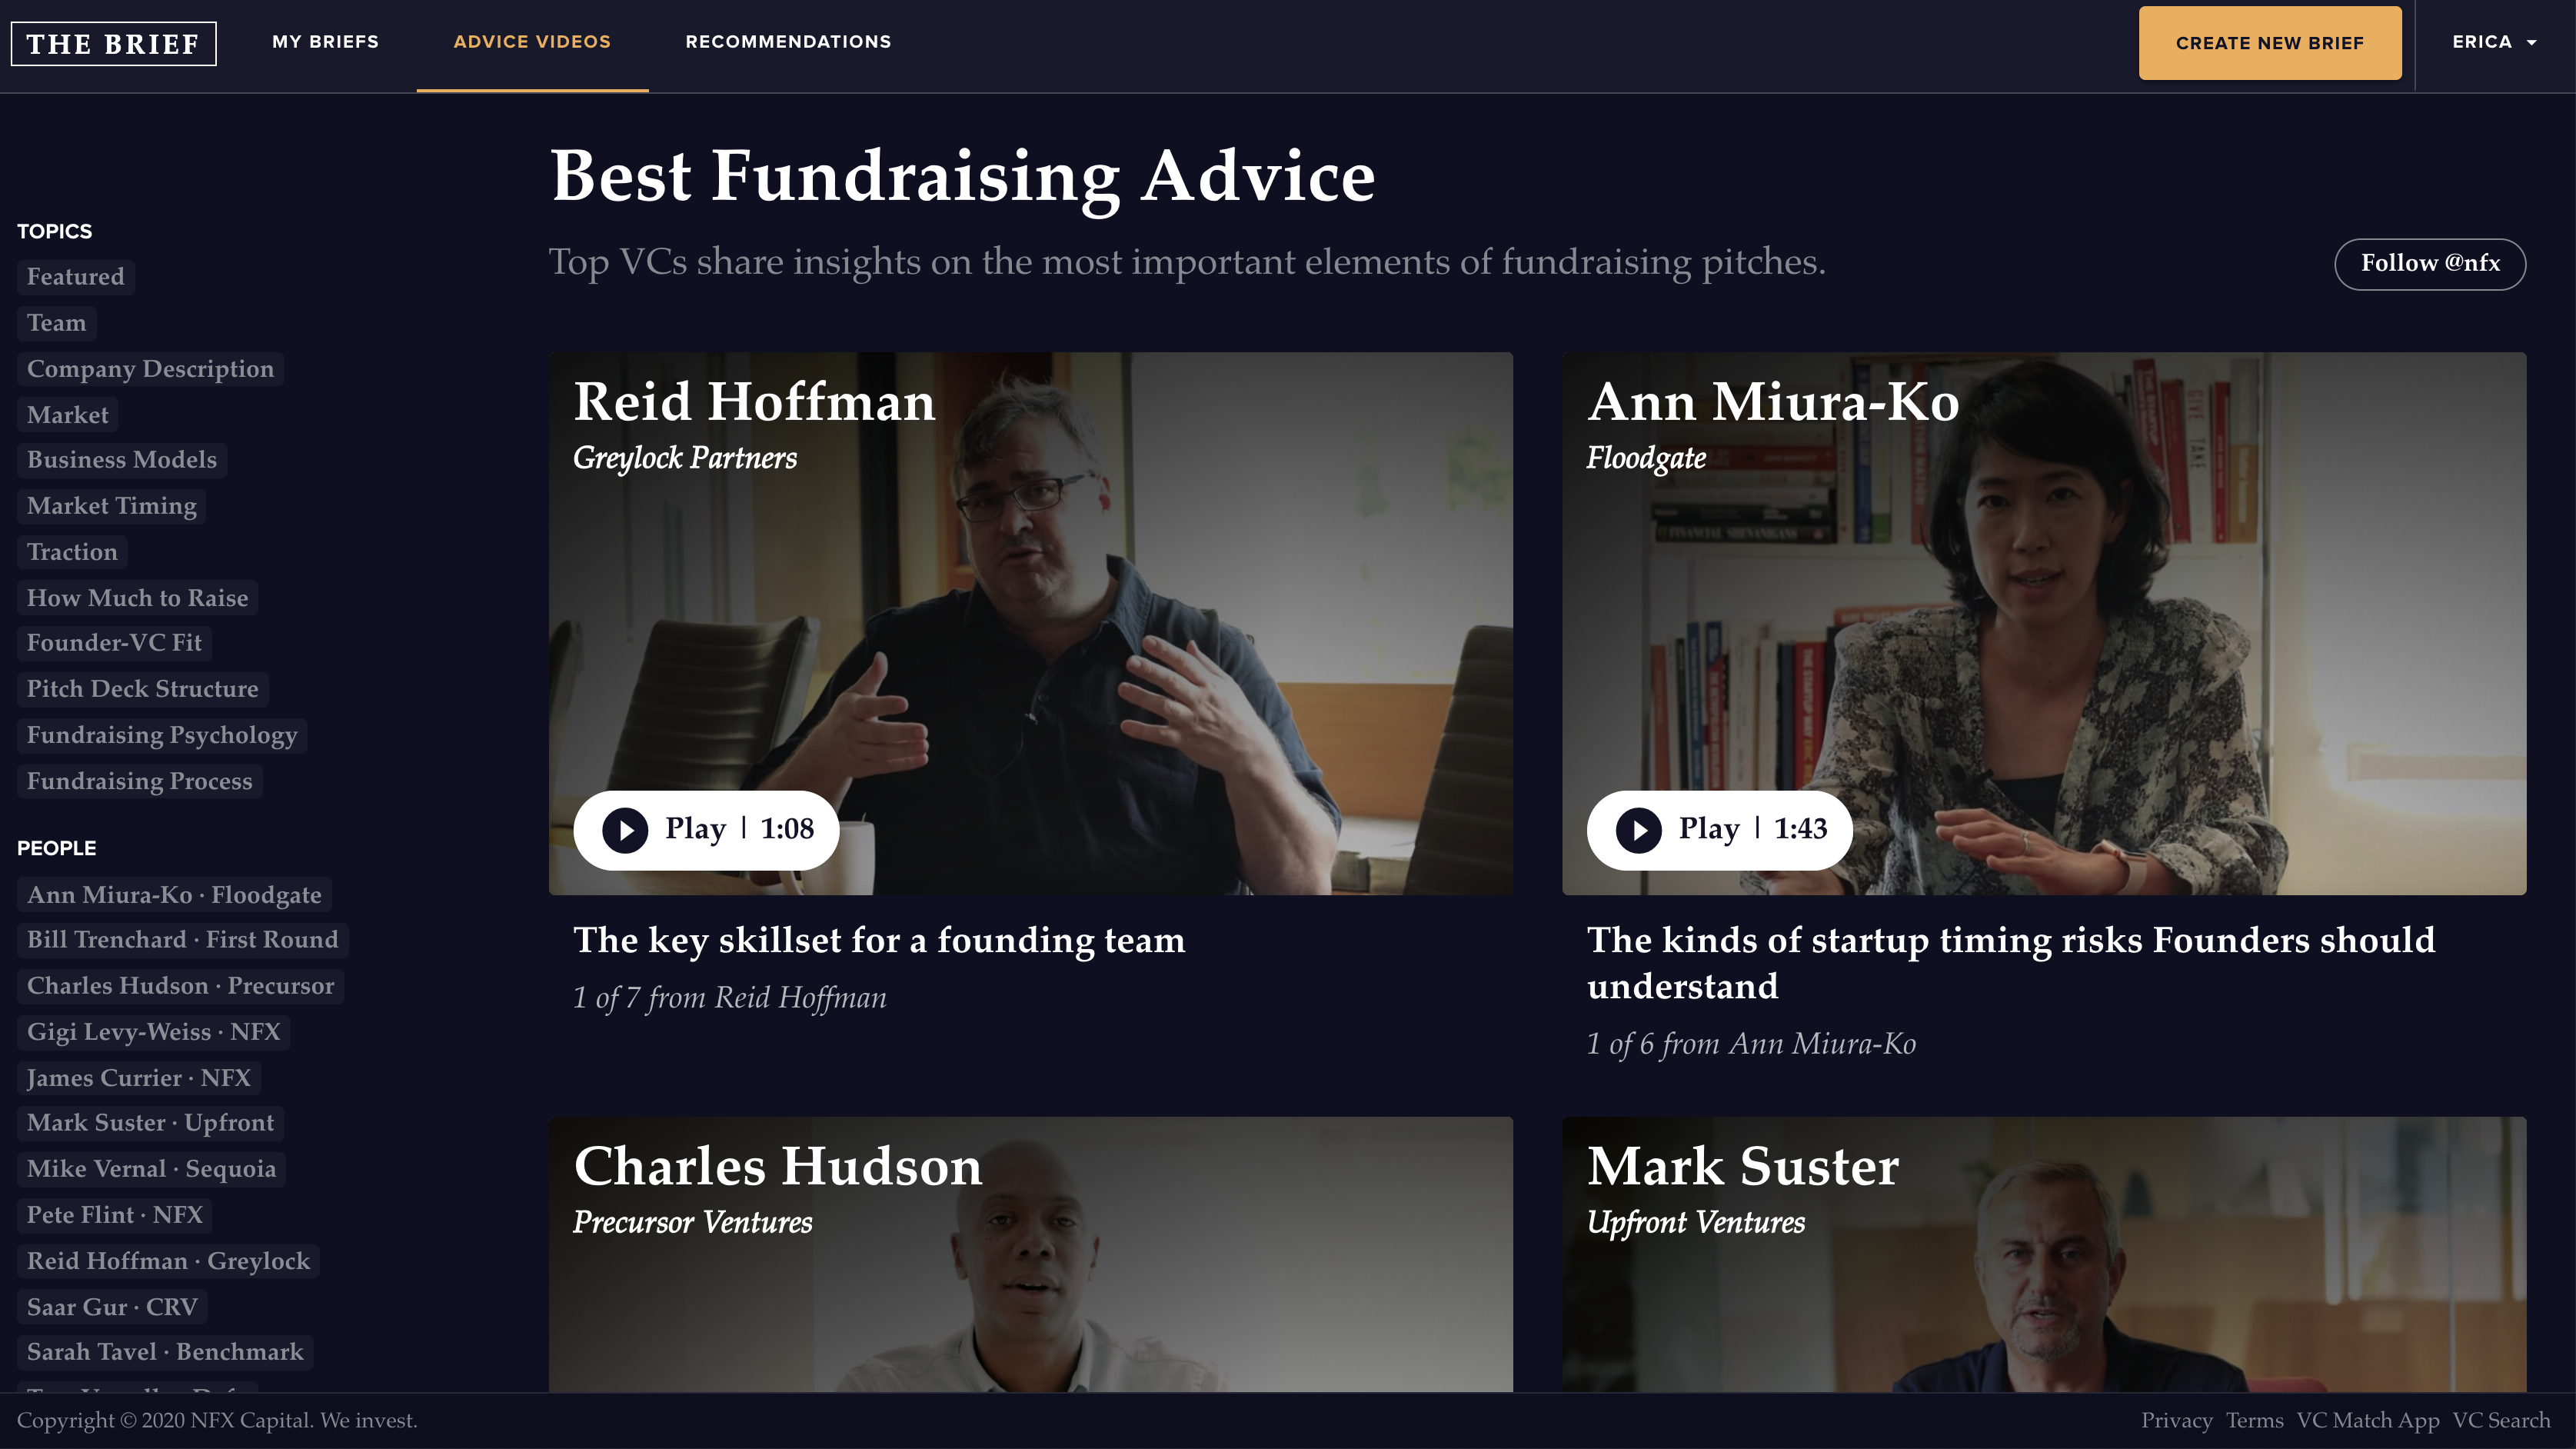 THE BRIEF
MY BRIEFS
ADVICE VIDEOS
RECOMMENDATIONS
CREATE NEW BRIEF
ERICA
Best Fundraising Advice
Top VCs share insights on the most important elements of fundraising pitches.
Follow @nfx
TOPICS
Featured
Team
Company Description
Market
Business Models
Market Timing
Traction
How Much to Raise
Founder-VC Fit
Pitch Deck Structure
Fundraising Psychology
Fundraising Process
PEOPLE
Ann Miura-Ko · Floodgate
Bill Trenchard · First Round
Charles Hudson · Precursor
Gigi Levy-Weiss · NFX
James Currier · NFX
Mark Suster · Upfront
Mike Vernal · Sequoia
Pete Flint · NFX
Reid Hoffman · Greylock
Saar Gur · CRV
Sarah Tavel · Benchmark
Reid Hoffman
Greylock Partners
Play | 1:08
The key skillset for a founding team
1 of 7 from Reid Hoffman
Ann Miura-Ko
Floodgate
GIVE
TAKE
FINANCIAL SHENANIGANS
Play | 1:43
The kinds of startup timing risks Founders should
understand
1 of 6 from Ann Miura-Ko
Charles Hudson
Precursor Ventures
Mark Suster
Upfront Ventures
Copyright © 2020 NFX Capital. We invest.
Privacy
Terms
VC Match App
VC Search